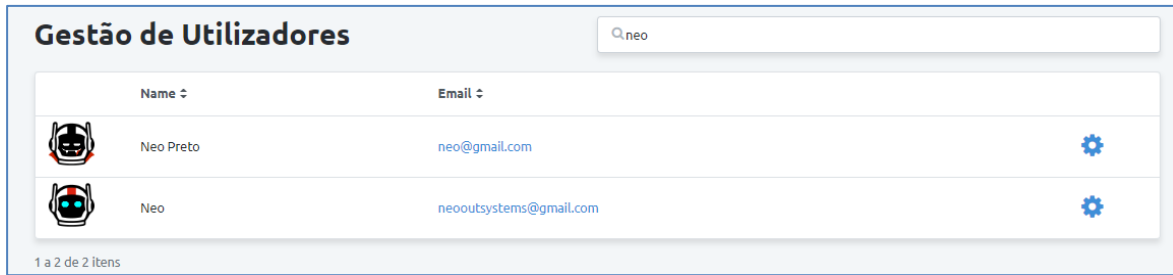 Gestão de Utilizadores
neo
Name Email
Neo Preto neo@gmail.com
Neo neooutsystems@gmail.com
1 a 2 de 2 itens